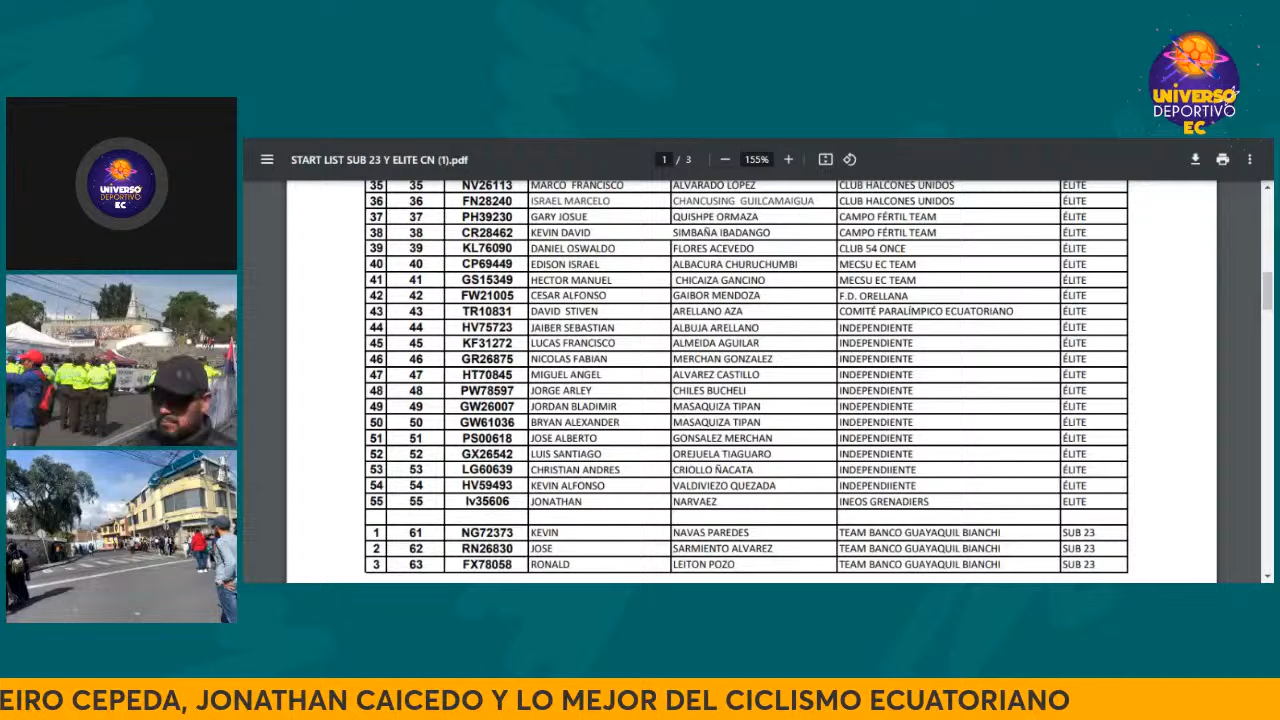 UNIVERSO
DEPORTIVO
EC
UNIVERSO
DEPORTIVO
EC
START LIST SUB 23 Y ELITE CN (1).pdf
1 / 3
155%
35 35 NV26113 MARCO FRANCISCO ALVARADO LOPEZ CLUB HALCONES UNIDOS ÉLITE
36 36 FN28240 ISRAEL MARCELO CHANCUSING GUILCAMAIGUA CLUB HALCONES UNIDOS ÉLITE
37 37 PH39230 GARY JOSUE QUISHPE ORMAZA CAMPO FÉRTIL TEAM ÉLITE
38 38 CR28462 KEVIN DAVID SIMBAÑA IBADANGO CAMPO FÉRTIL TEAM ÉLITE
39 39 KL76090 DANIEL OSWALDO FLORES ACEVEDO CLUB 54 ONCE ÉLITE
40 40 CP69449 EDISON ISRAEL ALBACURA CHURUCHUMBI MECSU EC TEAM ÉLITE
41 41 GS15349 HECTOR MANUEL CHICAIZA GANCINO MECSU EC TEAM ÉLITE
42 42 FW21005 CESAR ALFONSO GAIBOR MENDOZA F.D. ORELLANA ÉLITE
43 43 TR10831 DAVID STIVEN ARELLANO AZA COMITÉ PARALÍMPICO ECUATORIANO ÉLITE
44 44 HV75723 JAIBER SEBASTIAN ALBUJA ARELLANO INDEPENDIENTE ÉLITE
45 45 KF31272 LUCAS FRANCISCO ALMEIDA AGUILAR INDEPENDIENTE ÉLITE
46 46 GR26875 NICOLAS FABIAN MERCHAN GONZALEZ INDEPENDIENTE ÉLITE
47 47 HT70845 MIGUEL ANGEL ALVAREZ CASTILLO INDEPENDIENTE ÉLITE
48 48 PW78597 JORGE ARLEY CHILES BUCHELI INDEPENDIENTE ÉLITE
49 49 GW26007 JORDAN BLADIMIR MASAQUIZA TIPAN INDEPENDIENTE ÉLITE
50 50 GW61036 BRYAN ALEXANDER MASAQUIZA TIPAN INDEPENDIENTE ÉLITE
51 51 PS00618 JOSE ALBERTO GONSALEZ MERCHAN INDEPENDIENTE ÉLITE
52 52 GX26542 LUIS SANTIAGO OREJUELA TIAGUARO INDEPENDIENTE ÉLITE
53 53 LG60639 CHRISTIAN ANDRES CRIOLLO ÑACATA INDEPENDIIENTE ÉLITE
54 54 HV59493 KEVIN ALFONSO VALDIVIEZO QUEZADA INDEPENDIIENTE ÉLITE
55 55 lv35606 JONATHAN NARVAEZ INEOS GRENADIERS ELITE
1 61 NG72373 KEVIN NAVAS PAREDES TEAM BANCO GUAYAQUIL BIANCHI SUB 23
2 62 RN26830 JOSE SARMIENTO ALVAREZ TEAM BANCO GUAYAQUIL BIANCHI SUB 23
3 63 FX78058 RONALD LEITON POZO TEAM BANCO GUAYAQUIL BIANCHI SUB 23
EIRO CEPEDA, JONATHAN CAICEDO Y LO MEJOR DEL CICLISMO ECUATORIANO